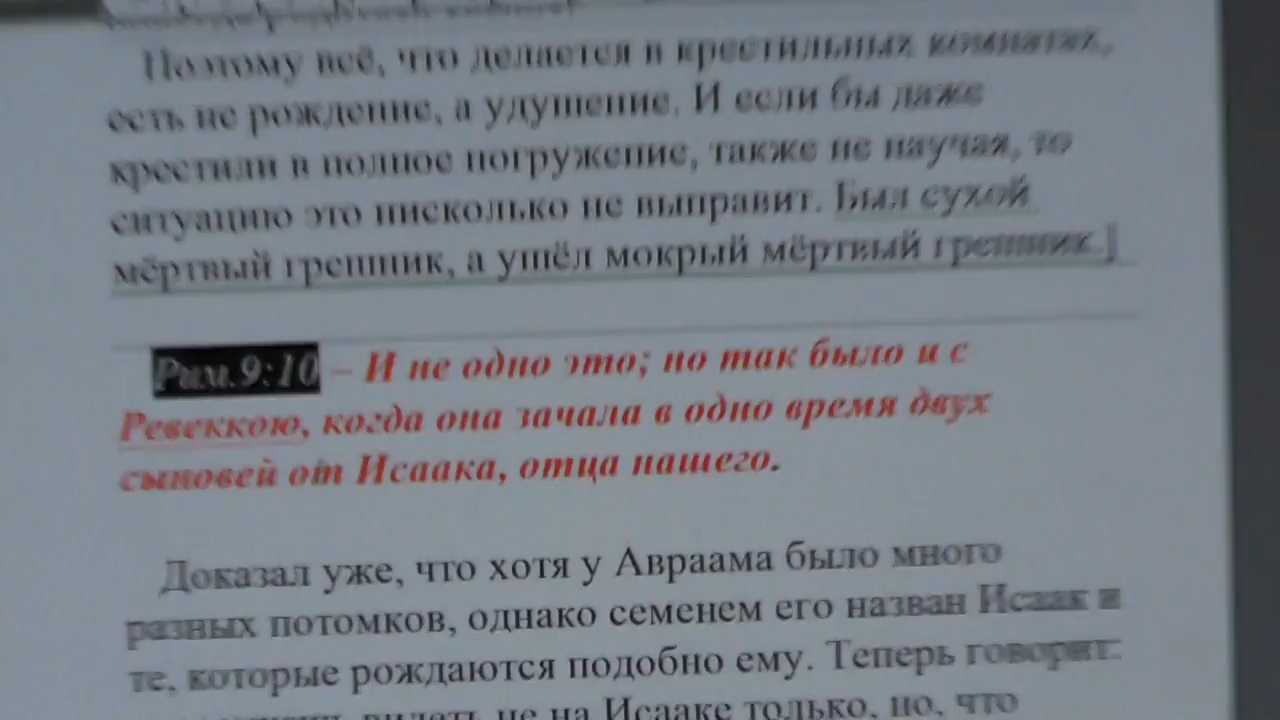 Поэтому всё, что делается в крестильных комнатах,
есть не рождение, а удушение. И если бы даже
крестили в полное погружение, также не научая, то
ситуацию это нисколько не выправит. Был сухой
мёртвый грешник, а ушёл мокрый мёртвый грешник.]
Рим.9:10 – И не одно это; но так было и с
Ревеккою, когда она зачала в одно время двух
сыновей от Исаака, отца нашего.
Доказал уже, что хотя у Авраама было много
разных потомков, однако семенем его назван Исаак и
те, которые рождаются подобно ему. Теперь говорит:
видеть не на Исааке только, но, что